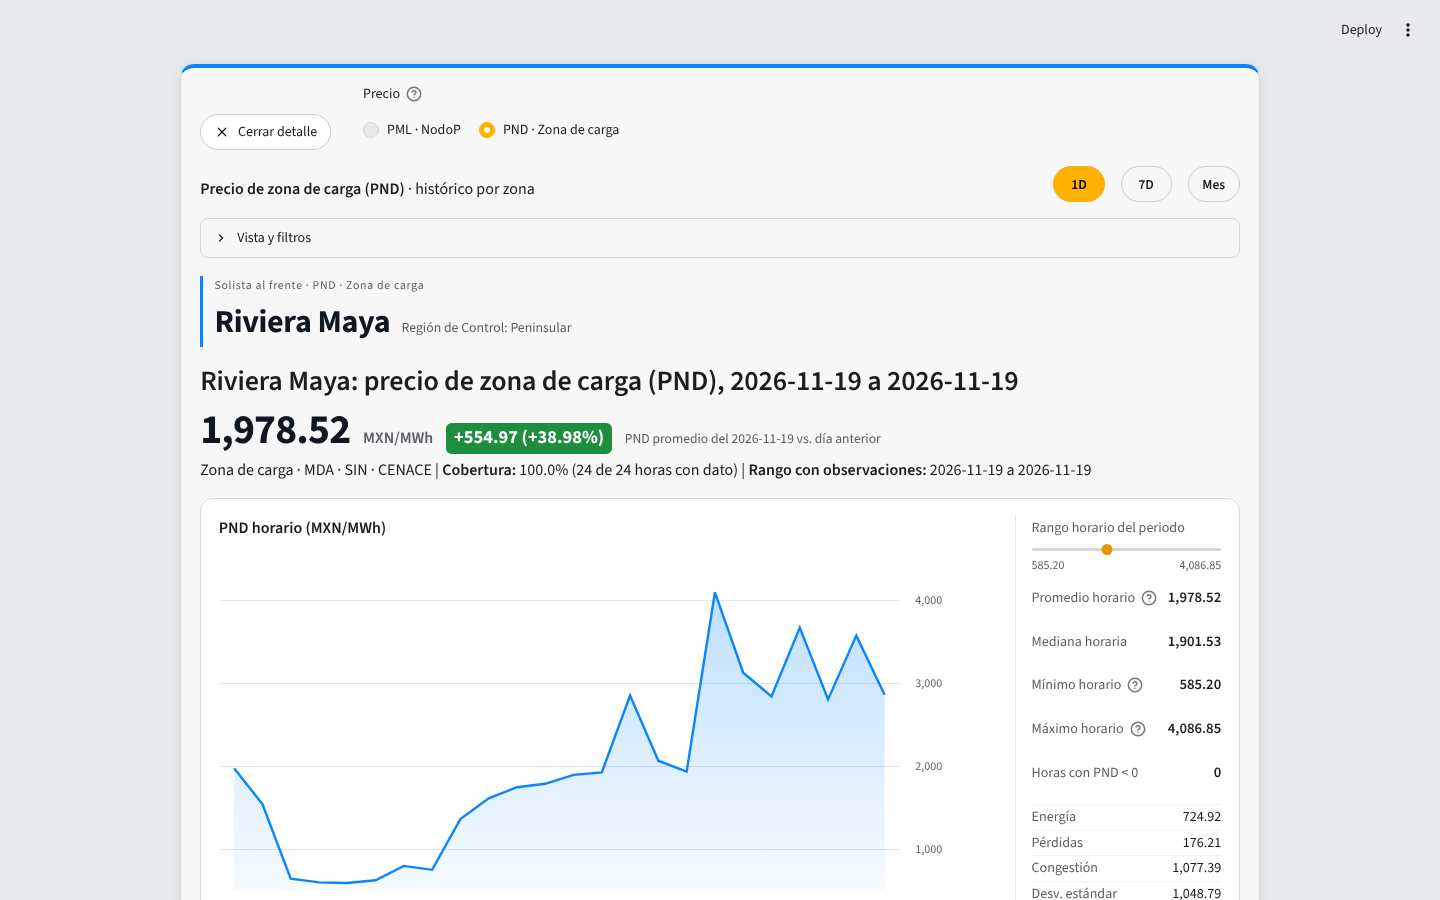 Deploy
Precio
Cerrar detalle
PML · NodoP
PND · Zona de carga
Precio de zona de carga (PND) · histórico por zona
1D
7D
Mes
Vista y filtros
Solista al frente · PND · Zona de carga
Riviera Maya Región de Control: Peninsular
Riviera Maya: precio de zona de carga (PND), 2026-11-19 a 2026-11-19
1,978.52 MXN/MWh +554.97 (+38.98%) PND promedio del 2026-11-19 vs. día anterior
Zona de carga · MDA · SIN · CENACE | Cobertura: 100.0% (24 de 24 horas con dato) | Rango con observaciones: 2026-11-19 a 2026-11-19
PND horario (MXN/MWh)
4,000
3,000
2,000
1,000
Rango horario del periodo
585.20 4,086.85
Promedio horario 1,978.52
Mediana horaria 1,901.53
Mínimo horario 585.20
Máximo horario 4,086.85
Horas con PND < 0 0
Energía 724.92
Pérdidas 176.21
Congestión 1,077.39
Desv. estándar 1,048.79